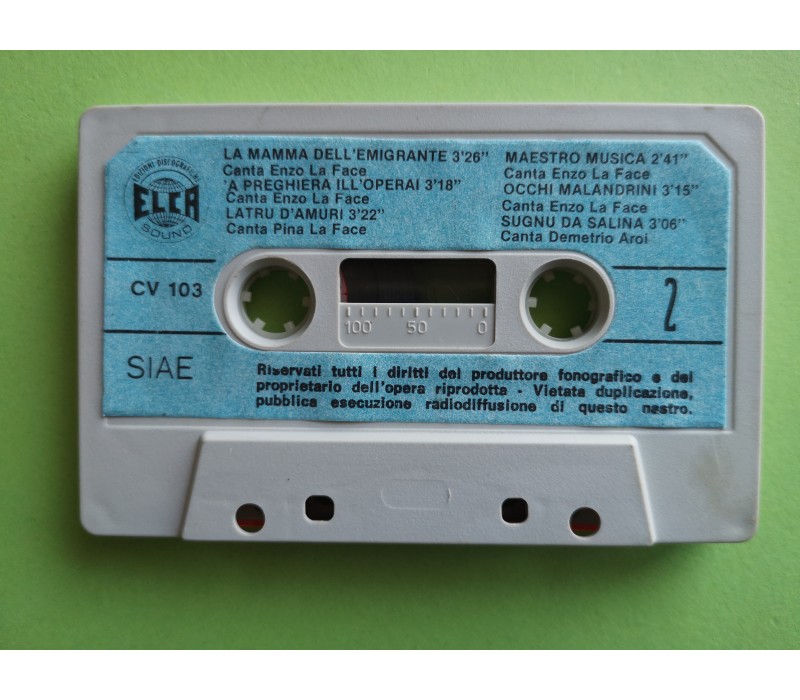 EDIZIONI DISCOGRAFICHE
ELCA
SOUND
LA MAMMA DELL'EMIGRANTE 3'26"
Canta Enzo La Face
'A PREGHIERA ILL'OPERAI 3'18"
Canta Enzo La Face
LATRU D'AMURI 3'22"
Canta Pina La Face
MAESTRO MUSICA 2'41"
Canta Enzo La Face
OCCHI MALANDRINI 3'15"
Canta Enzo La Face
SUGNU DA SALINA 3'06"
Canta Demetrio Aroi
CV 103
100 50 0
2
SIAE
Riservati tutti i diritti del produttore fonografico e del
proprietario dell'opera riprodotta - Vietata duplicazione,
pubblica esecuzione radiodiffusione di questo nastro.